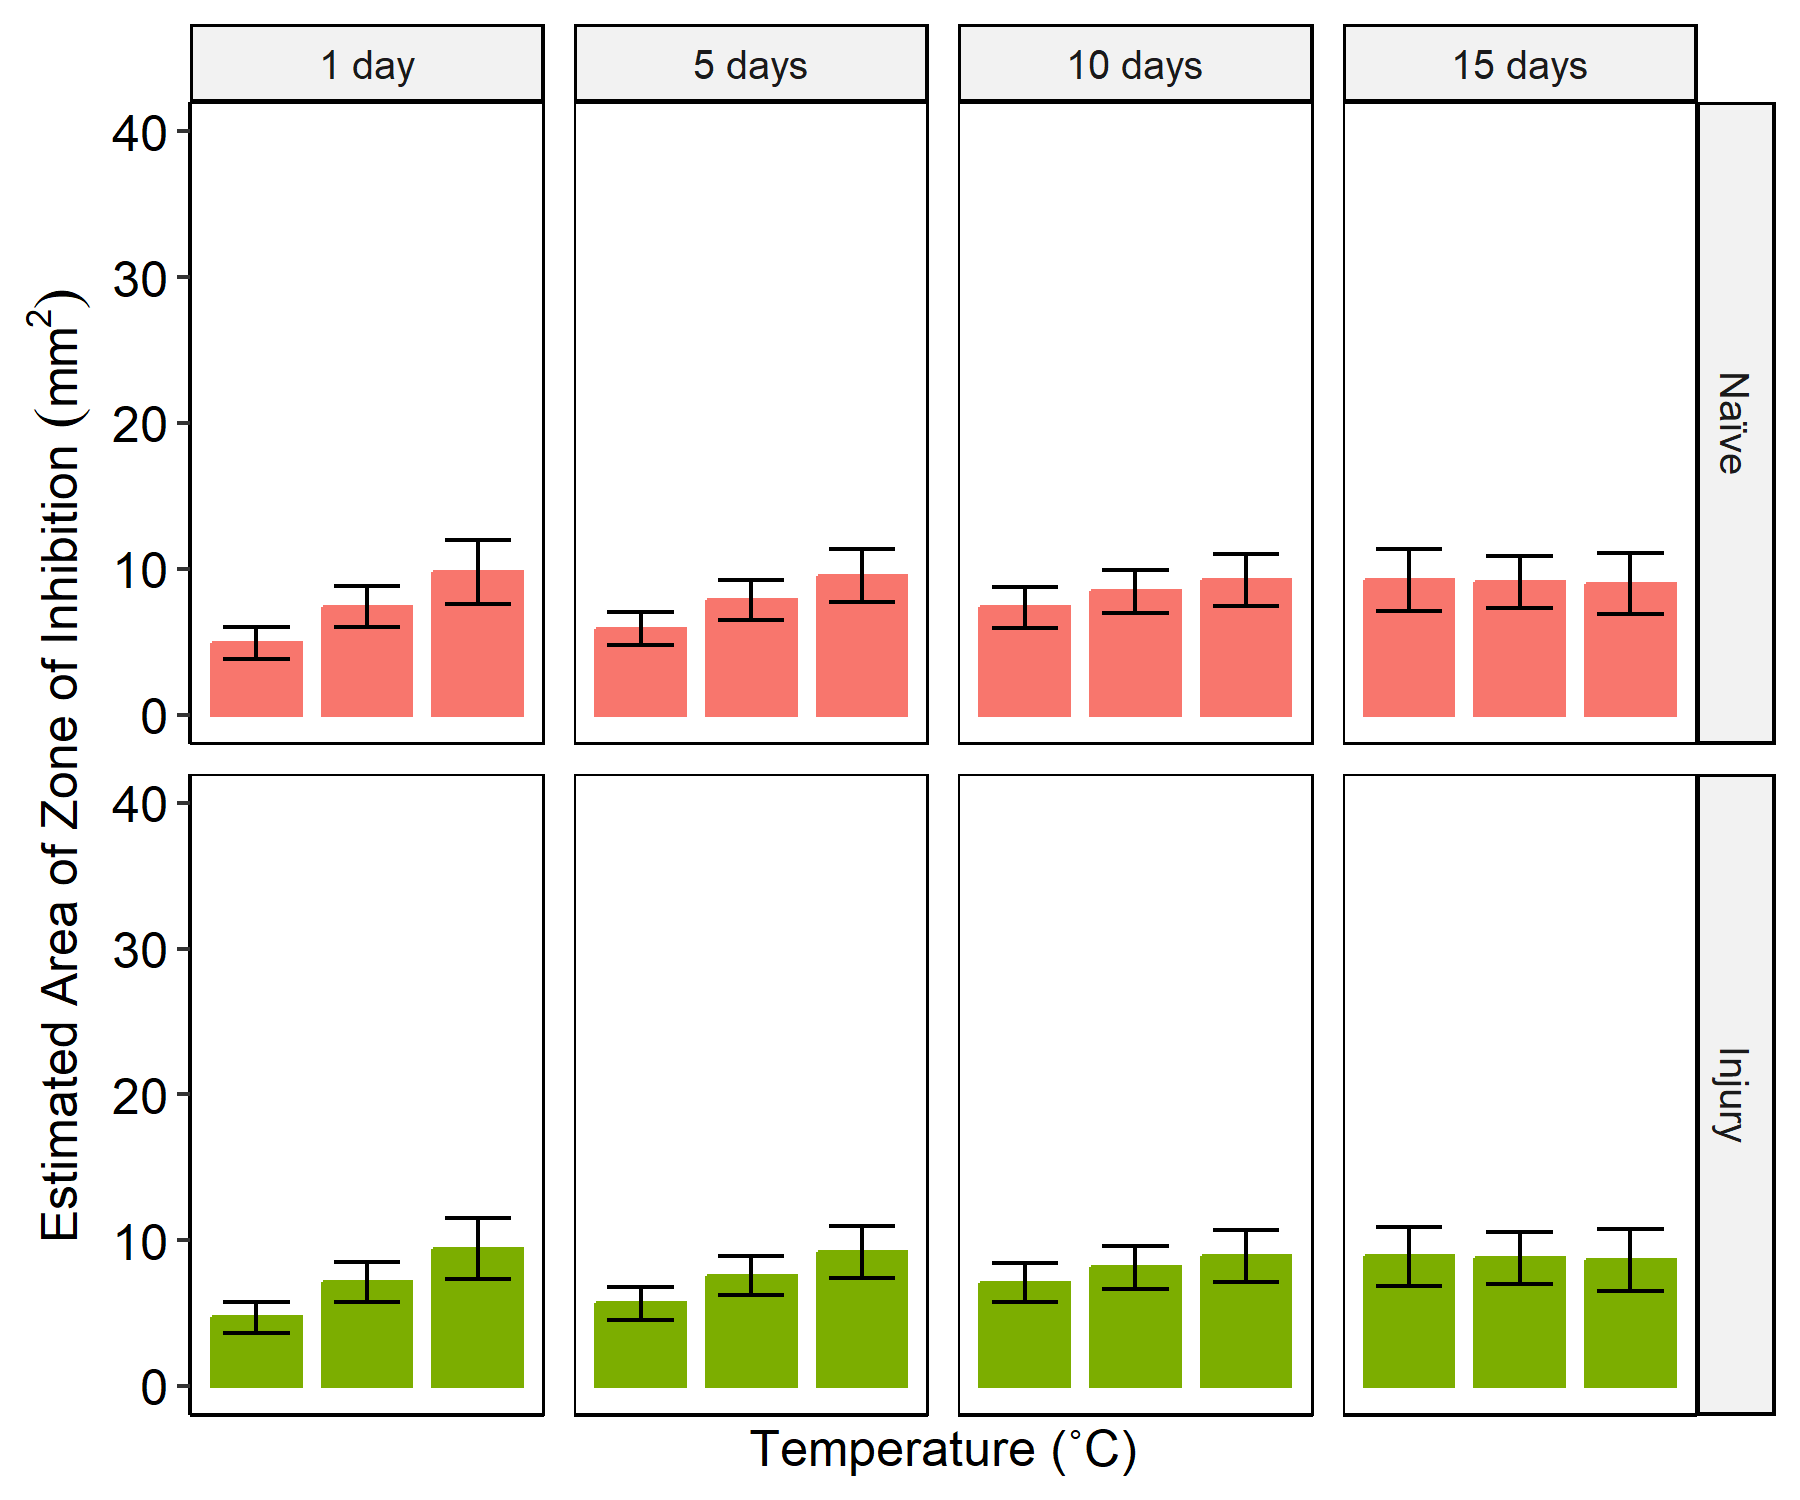 1 day
5 days
10 days
15 days
40
30
20
10
0
Naïve
Estimated Area of Zone of Inhibition (mm²)
40
30
20
10
0
Injury
Temperature (˚C)